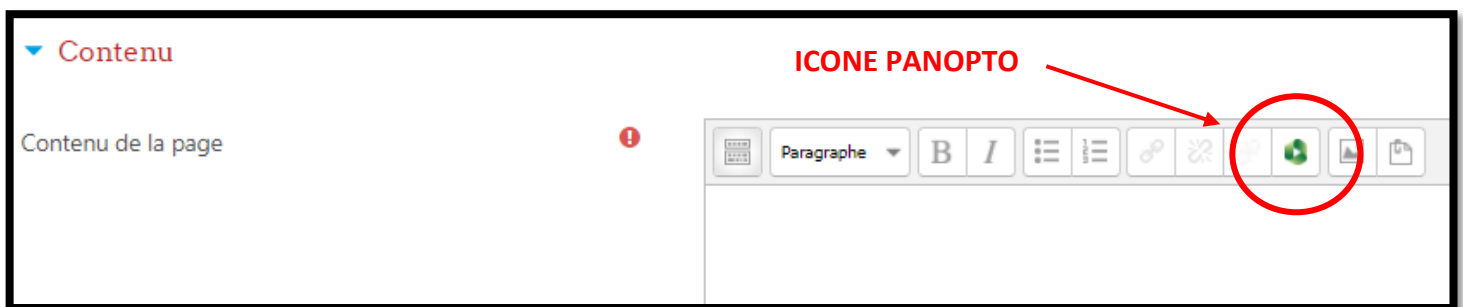 Contenu
ICONE PANOPTO
Contenu de la page
Paragraphe B I